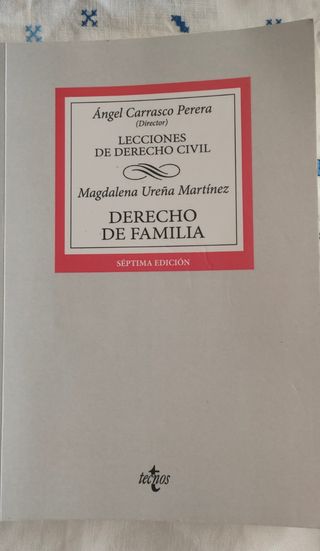 Ángel Carrasco Perera
(Director)
LECCIONES
DE DERECHO CIVIL
Magdalena Ureña Martínez
DERECHO
DE FAMILIA
SÉPTIMA EDICIÓN
tecnos